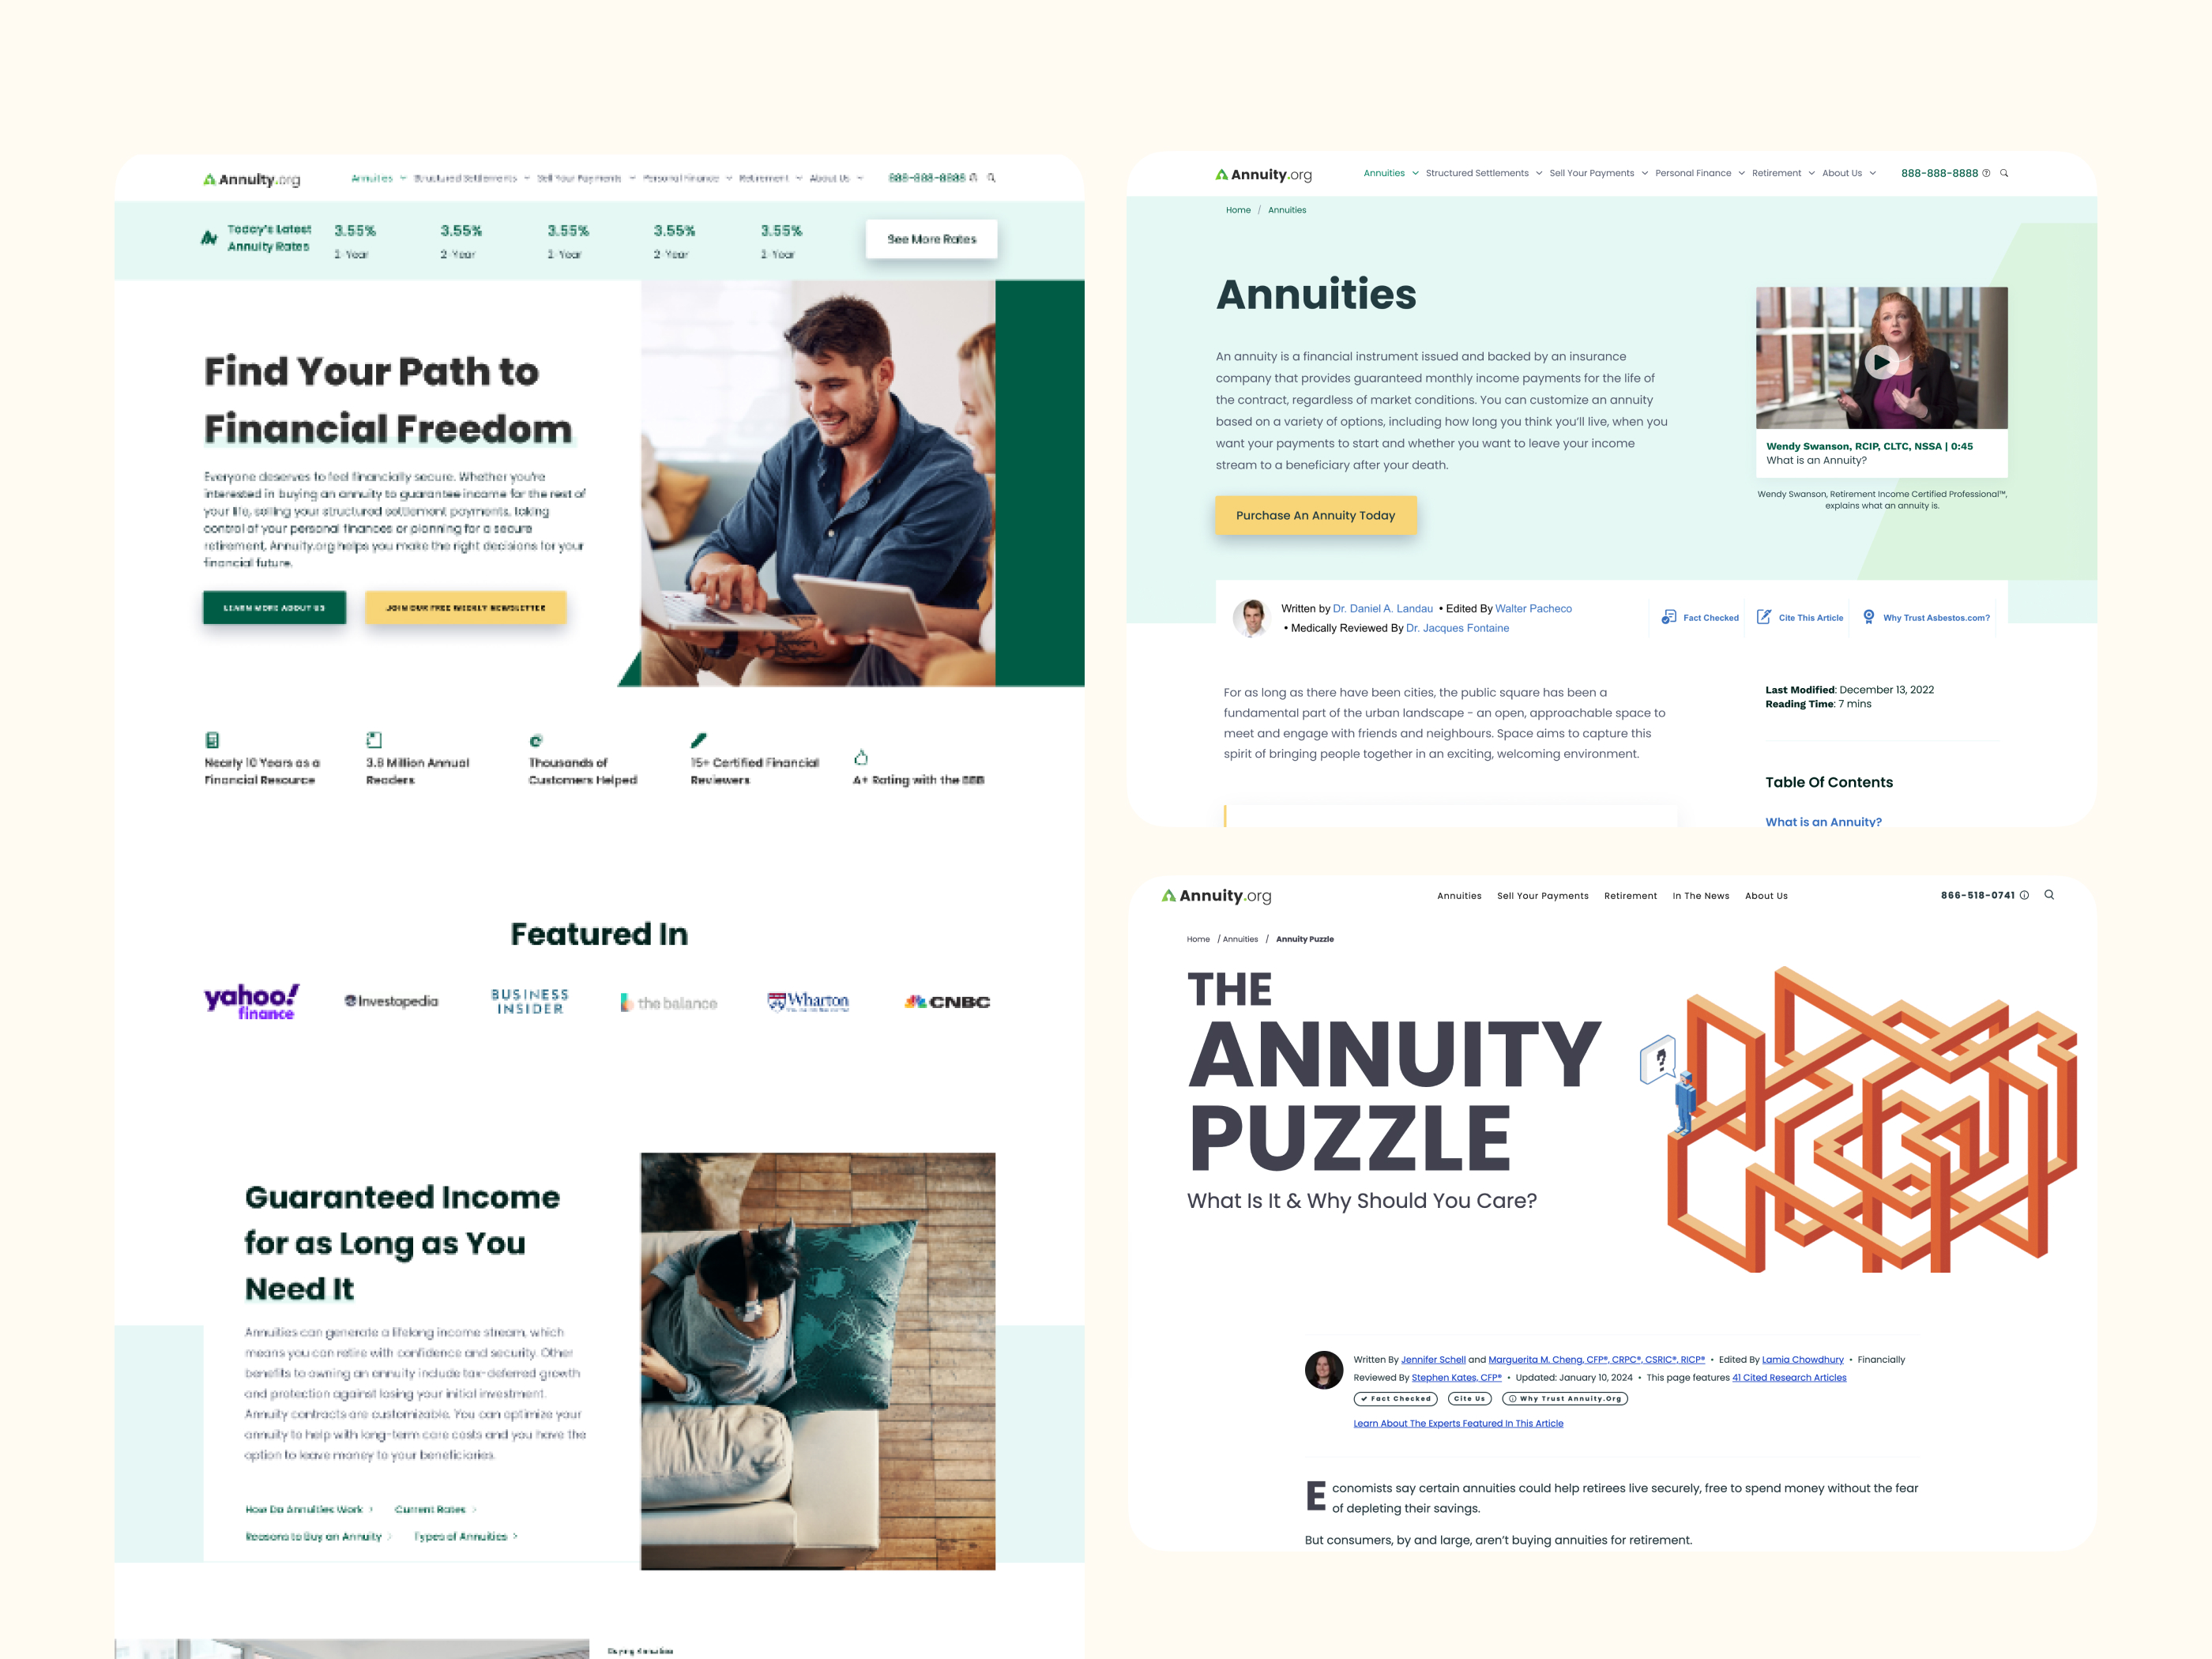 Annuity.org
Annuities Structured Settlements Sell Your Payments Personal Finance Retirement About Us 888-888-8888
Today's Latest
Annuity Rates
3.55% 3.55% 3.55% 3.55% 3.55%
2 Year 2 Year 2 Year 2 Year 2 Year
See More Rates
Find Your Path to
Financial Freedom
Everyone deserves to feel financially secure. Whether you're
interested in buying an annuity to guarantee income for the rest of
your life, selling your structured settlement payments, taking
control of your personal finances or planning for a secure
retirement, Annuity.org helps you make the right decisions for your
financial future.
LEARN MORE ABOUT US
JOIN OUR FREE WEEKLY NEWSLETTER
Nearly 10 Years as a
Financial Resource
3.8 Million Annual
Readers
Thousands of
Customers Helped
15+ Certified Financial
Reviewers
A+ Rating with the BBB
Featured In
yahoo!
finance
Investopedia
BUSINESS
INSIDER
the balance
Wharton
CNBC
Guaranteed Income
for as Long as You
Need It
Annuities can generate a lifelong income stream, which
means you can retire with confidence and security. Other
benefits to owning an annuity include tax-deferred growth
and protection against losing your initial investment.
Annuity contracts are customizable. You can optimize your
annuity to help with long-term care costs and you have the
option to leave money to your beneficiaries.
How Do Annuities Work Current Rates
Reasons to Buy an Annuity Types of Annuities
Annuity.org
Annuities Structured Settlements Sell Your Payments Personal Finance Retirement About Us 888-888-8888
Home / Annuities
Annuities
An annuity is a financial instrument issued and backed by an insurance
company that provides guaranteed monthly income payments for the life of
the contract, regardless of market conditions. You can customize an annuity
based on a variety of options, including how long you think you'll live, when you
want your payments to start and whether you want to leave your income
stream to a beneficiary after your death.
Purchase An Annuity Today
Wendy Swanson, RCIP, CLTC, NSSA | 0:45
What is an Annuity?
Wendy Swanson, Retirement Income Certified Professional™,
explains what an annuity is.
Written by Dr. Daniel A. Landau • Edited By Walter Pacheco
• Medically Reviewed By Dr. Jacques Fontaine
Fact Checked
Cite This Article
Why Trust Asbestos.com?
For as long as there have been cities, the public square has been a
fundamental part of the urban landscape - an open, approachable space to
meet and engage with friends and neighbours. Space aims to capture this
spirit of bringing people together in an exciting, welcoming environment.
Last Modified: December 13, 2022
Reading Time: 7 mins
Table Of Contents
What is an Annuity?
Annuity.org
Annuities Sell Your Payments Retirement In The News About Us
866-518-0741
Home / Annuities / Annuity Puzzle
THE
ANNUITY
PUZZLE
What Is It & Why Should You Care?
?
Written By Jennifer Schell and Marguerita M. Cheng, CFP®, CRPC®, CSRIC®, RICP® • Edited By Lamia Chowdhury • Financially
Reviewed By Stephen Kates, CFP® • Updated: January 10, 2024 • This page features 41 Cited Research Articles
Fact Checked
Cite Us
Why Trust Annuity.Org
Learn About The Experts Featured In This Article
Economists say certain annuities could help retirees live securely, free to spend money without the fear
of depleting their savings.
But consumers, by and large, aren't buying annuities for retirement.